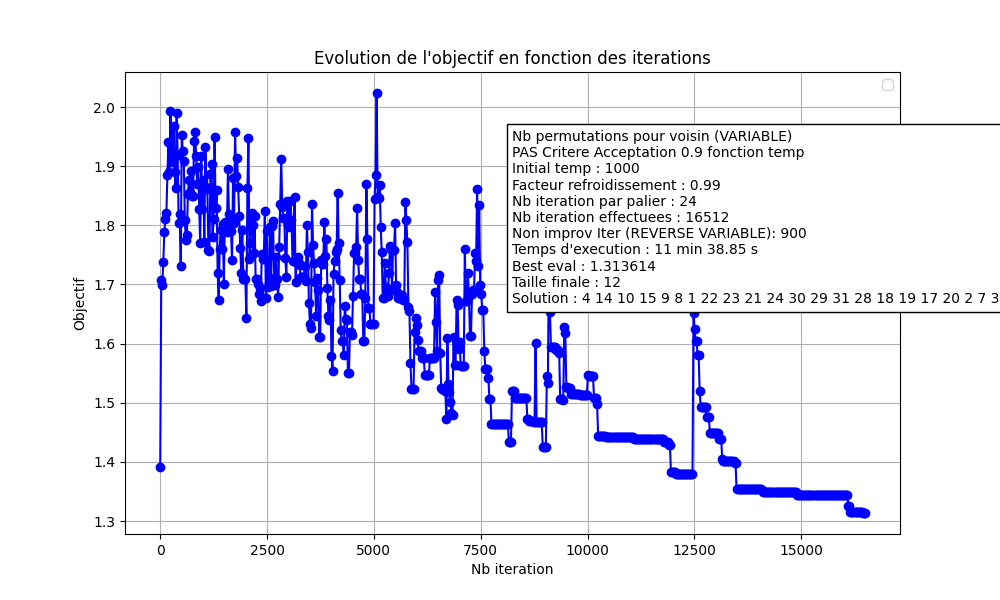 Evolution de l'objectif en fonction des iterations
Objectif
2.0
1.9
1.8
1.7
1.6
1.5
1.4
1.3
Nb permutations pour voisin (VARIABLE)
PAS Critere Acceptation 0.9 fonction temp
Initial temp : 1000
Facteur refroidissement : 0.99
Nb iteration par palier : 24
Nb iteration effectuees : 16512
Non improv Iter (REVERSE VARIABLE): 900
Temps d'execution : 11 min 38.85 s
Best eval : 1.313614
Taille finale : 12
Solution : 4 14 10 15 9 8 1 22 23 21 24 30 29 31 28 18 19 17 20 2 7 3
0 2500 5000 7500 10000 12500 15000
Nb iteration